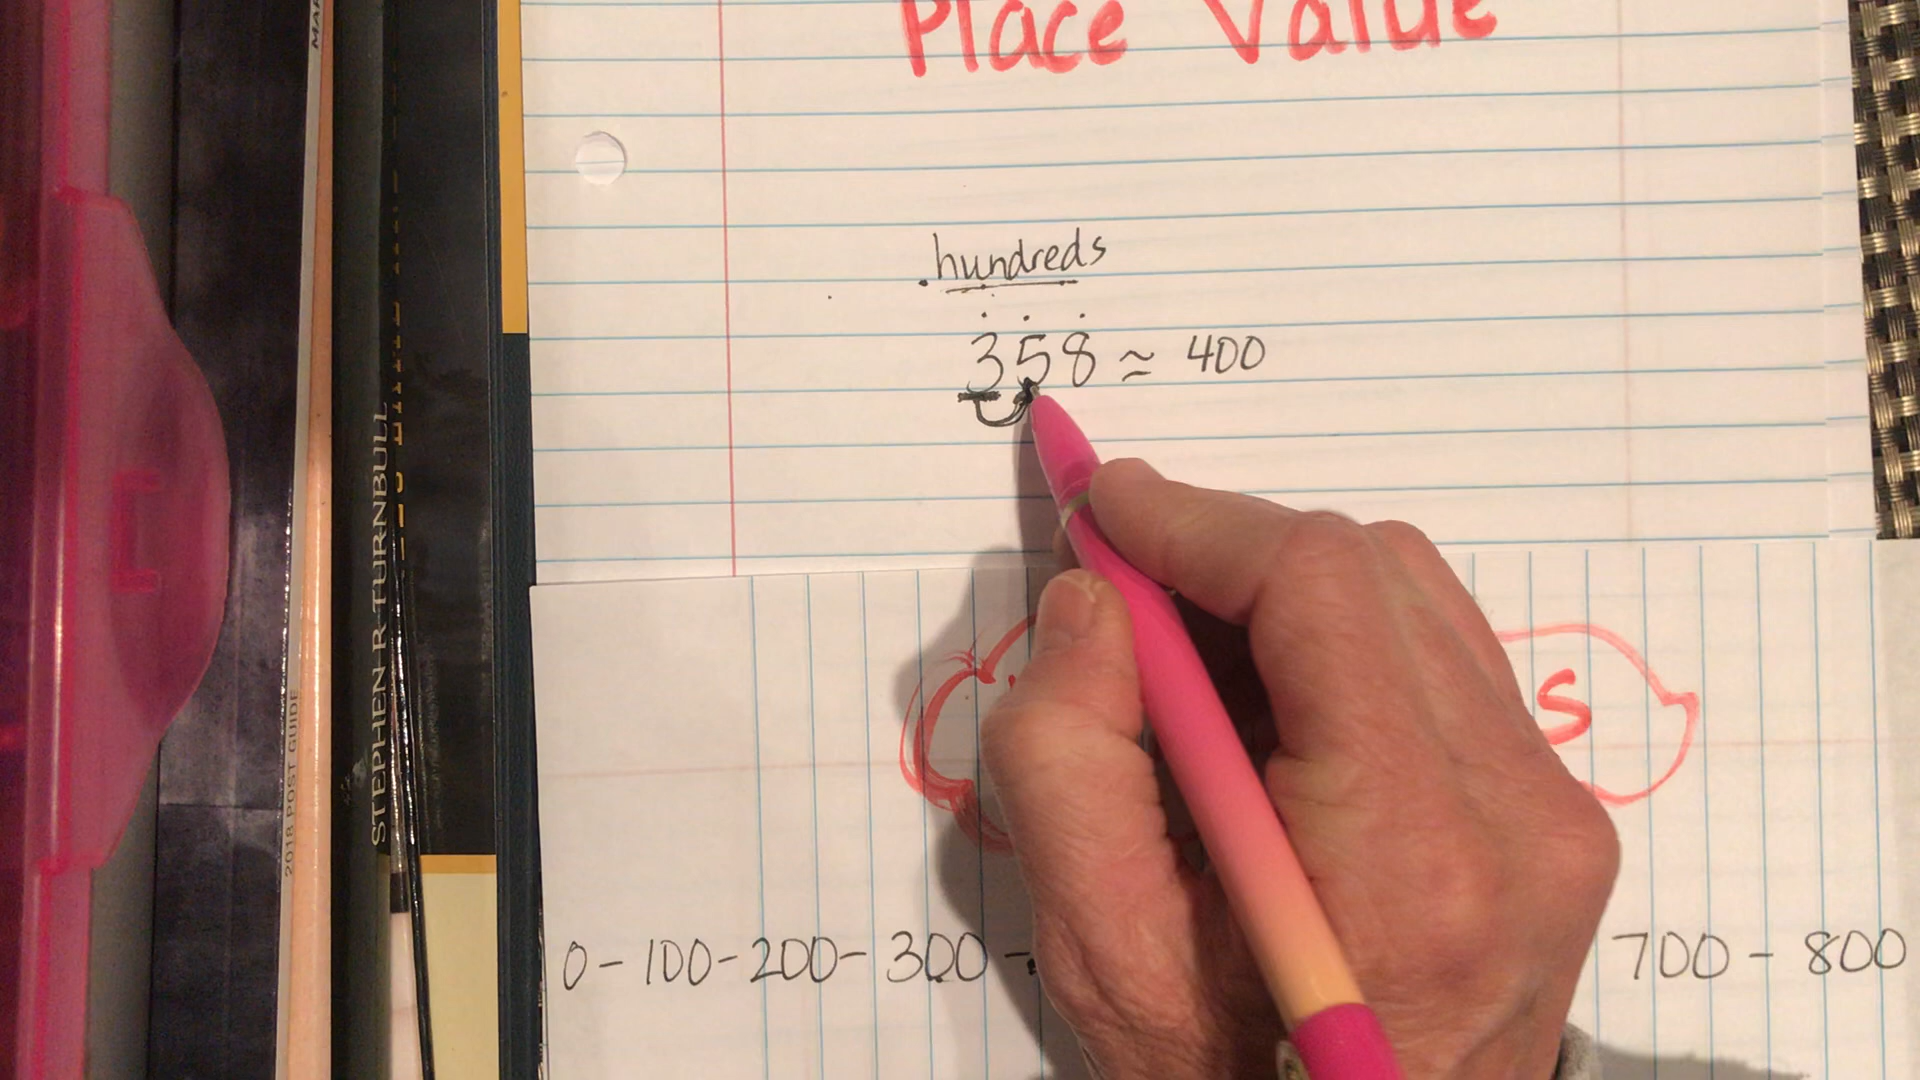 Place Value
hundreds
358 ≈ 400
S
0 - 100 - 200 - 300 -
700 - 800
STEPHEN R TURNBULL
2018 POST GUIDE